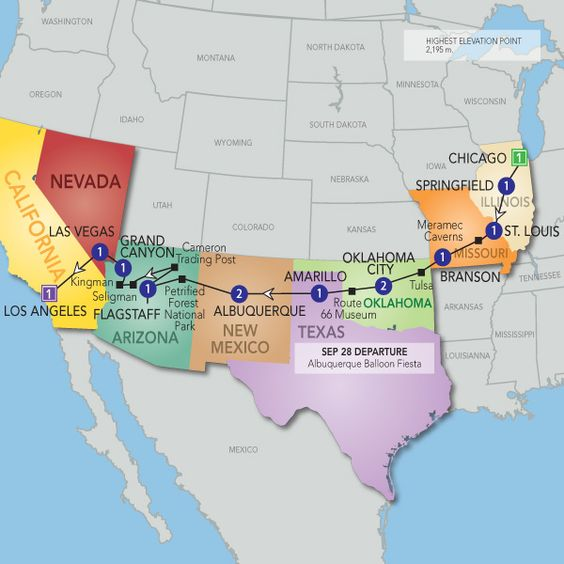 WASHINGTON
NORTH DAKOTA
HIGHEST ELEVATION POINT
2,195 m.
MONTANA
MINNESOTA
OREGON
IDAHO
SOUTH DAKOTA
WISCONSIN
WYOMING
CHICAGO
1
IOWA
NEVADA
NEBRASKA
SPRINGFIELD
1
ILLINOIS
CALIFORNIA
UTAH
COLORADO
KANSAS
Meramec
Caverns
1
ST. LOUIS
MISSOURI
LAS VEGAS
1
GRAND
CANYON
1
Cameron
Trading Post
OKLAHOMA
CITY
2
1
BRANSON
TENNESSEE
Kingman
Seligman
AMARILLO
1
Tulsa
LOS ANGELES
1
FLAGSTAFF
1
Petrified
Forest
National
Park
2
ALBUQUERQUE
Route
66 Museum
OKLAHOMA
ARKANSAS
ARIZONA
NEW
MEXICO
TEXAS
MISSISSIPPI
SEP 28 DEPARTURE
Albuquerque Balloon Fiesta
LOUISIANNA
MEXICO